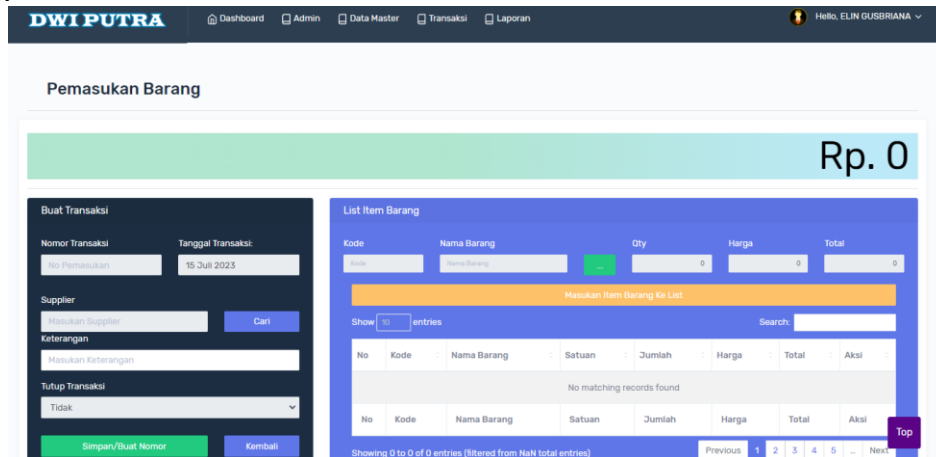 DWI PUTRA Dashboard Admin Data Master Transaksi Laporan Hello, ELIN GUSBRIANA
Pemasukan Barang
Rp. 0
Buat Transaksi
Nomor Transaksi Tanggal Transaksi:
No Pemasukan 15 Juli 2023
Supplier
Masukan Supplier Cari
Keterangan
Masukan Keterangan
Tutup Transaksi
Tidak
Simpan/Buat Nomor Kembali
List Item Barang
Kode Nama Barang Qty Harga Total
Kode Nama Barang ... 0 0 0
Masukan Item Barang Ke List
Show 10 entries Search:
No Kode Nama Barang Satuan Jumlah Harga Total Aksi
No matching records found
No Kode Nama Barang Satuan Jumlah Harga Total Aksi
Top
Showing 0 to 0 of 0 entries (filtered from NaN total entries) Previous 1 2 3 4 5 ... Next